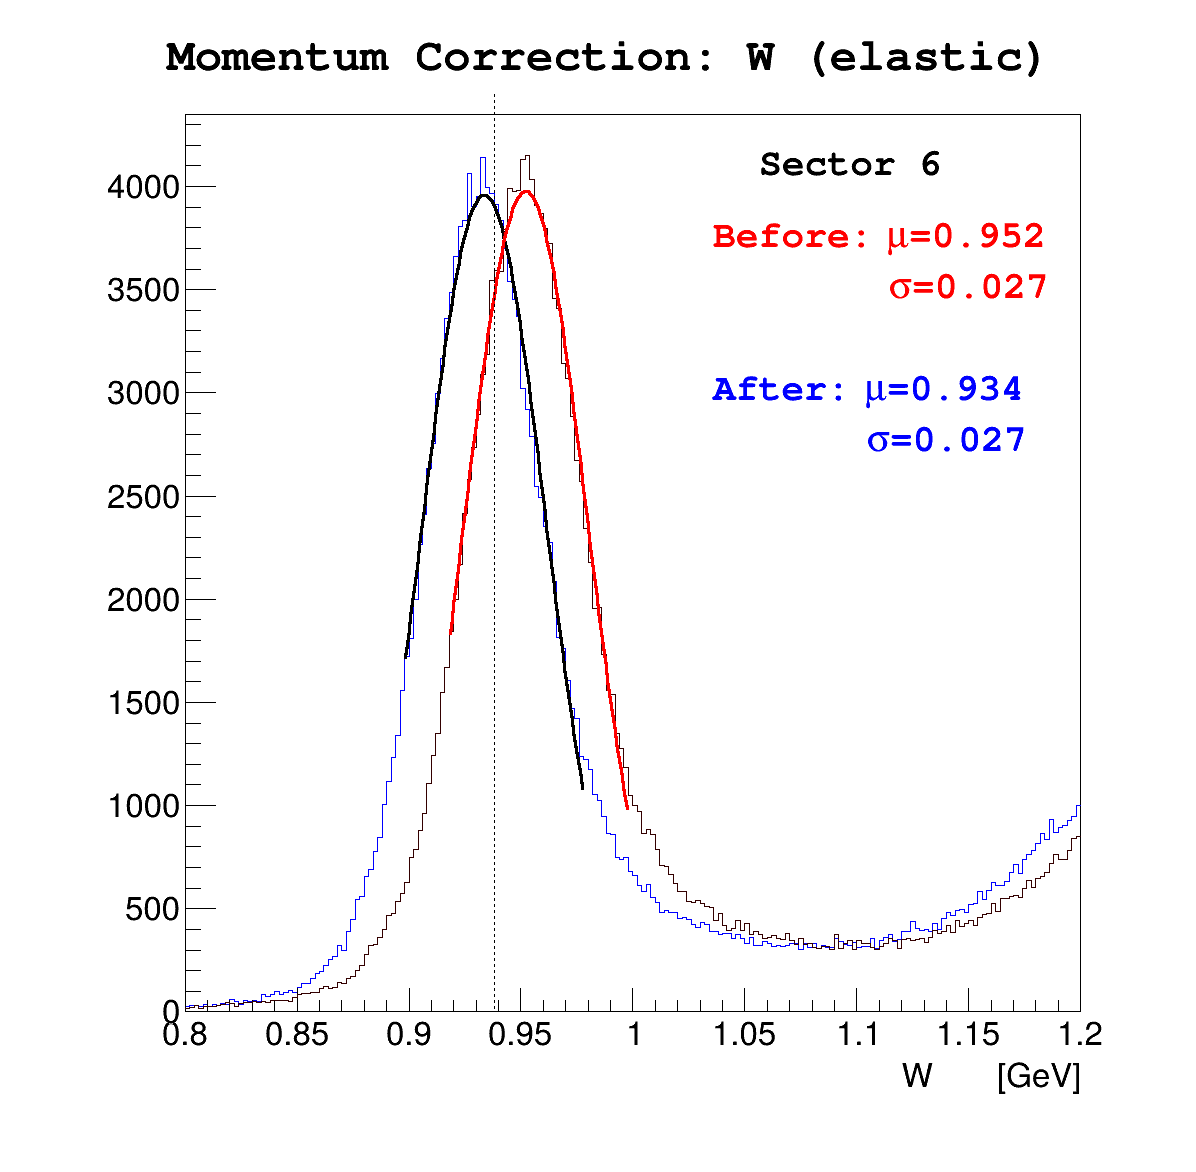 Momentum Correction: W (elastic)
Sector 6
Before: μ=0.952
σ=0.027
After: μ=0.934
σ=0.027
4000
3500
3000
2500
2000
1500
1000
500
0
0.8 0.85 0.9 0.95 1 1.05 1.1 1.15 1.2
W [GeV]